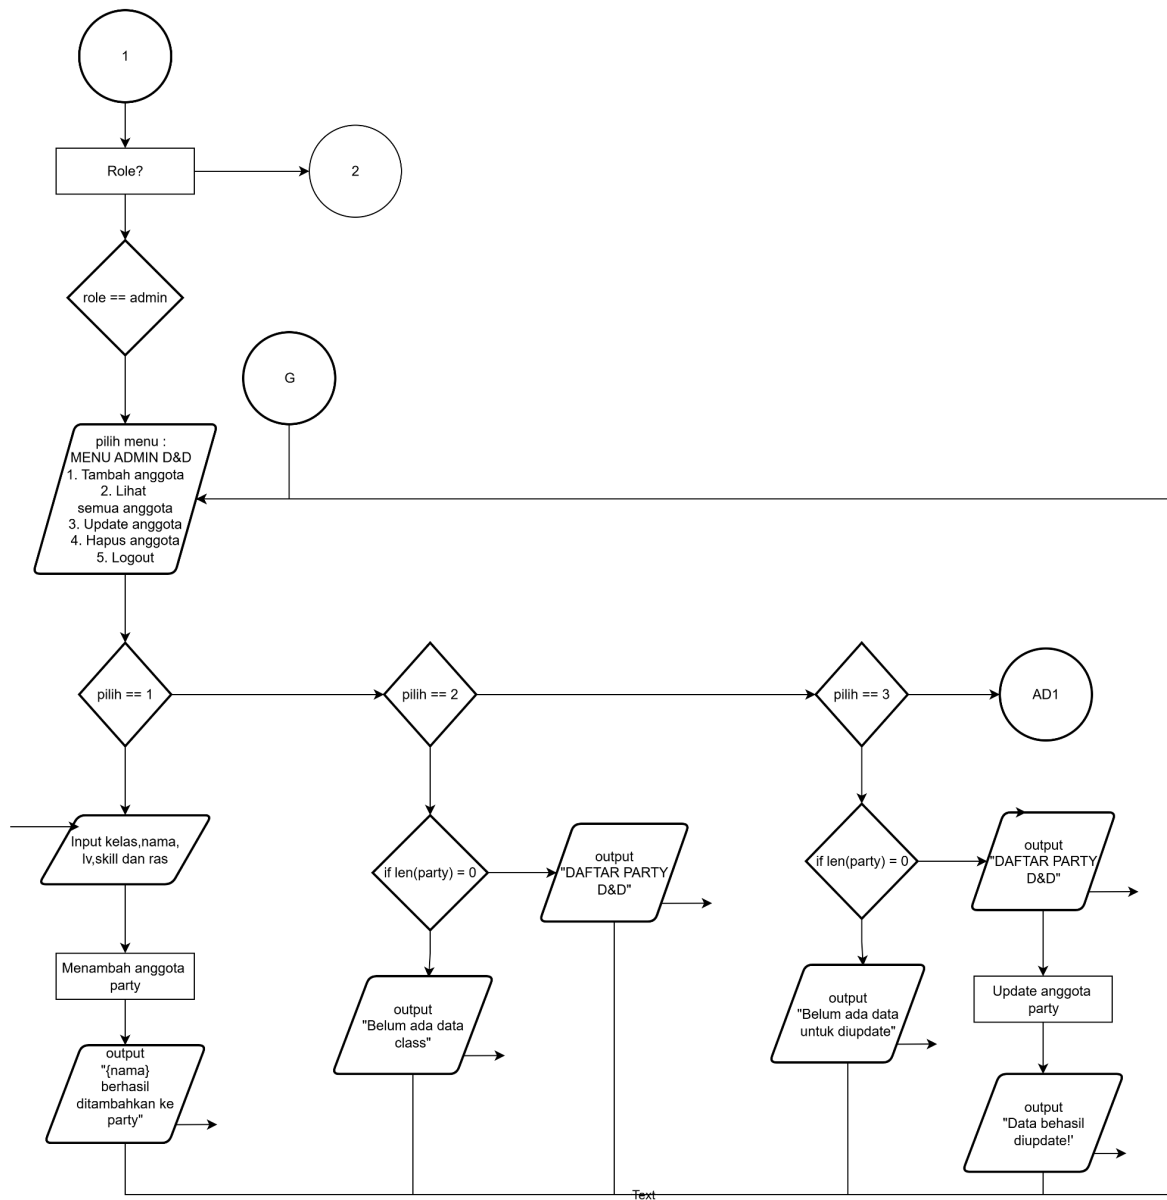 1
Role?
2
role == admin
G
pilih menu :
MENU ADMIN D&D
1. Tambah anggota
2. Lihat
semua anggota
3. Update anggota
4. Hapus anggota
5. Logout
pilih == 1
pilih == 2
pilih == 3
AD1
Input kelas,nama,
lv,skill dan ras
if len(party) = 0
output
"DAFTAR PARTY
D&D"
if len(party) = 0
output
"DAFTAR PARTY
D&D"
Menambah anggota
party
output
"Belum ada data
class"
output
"Belum ada data
untuk diupdate"
Update anggota
party
output
"{nama}
berhasil
ditambahkan ke
party"
output
"Data behasil
diupdate!'
Text